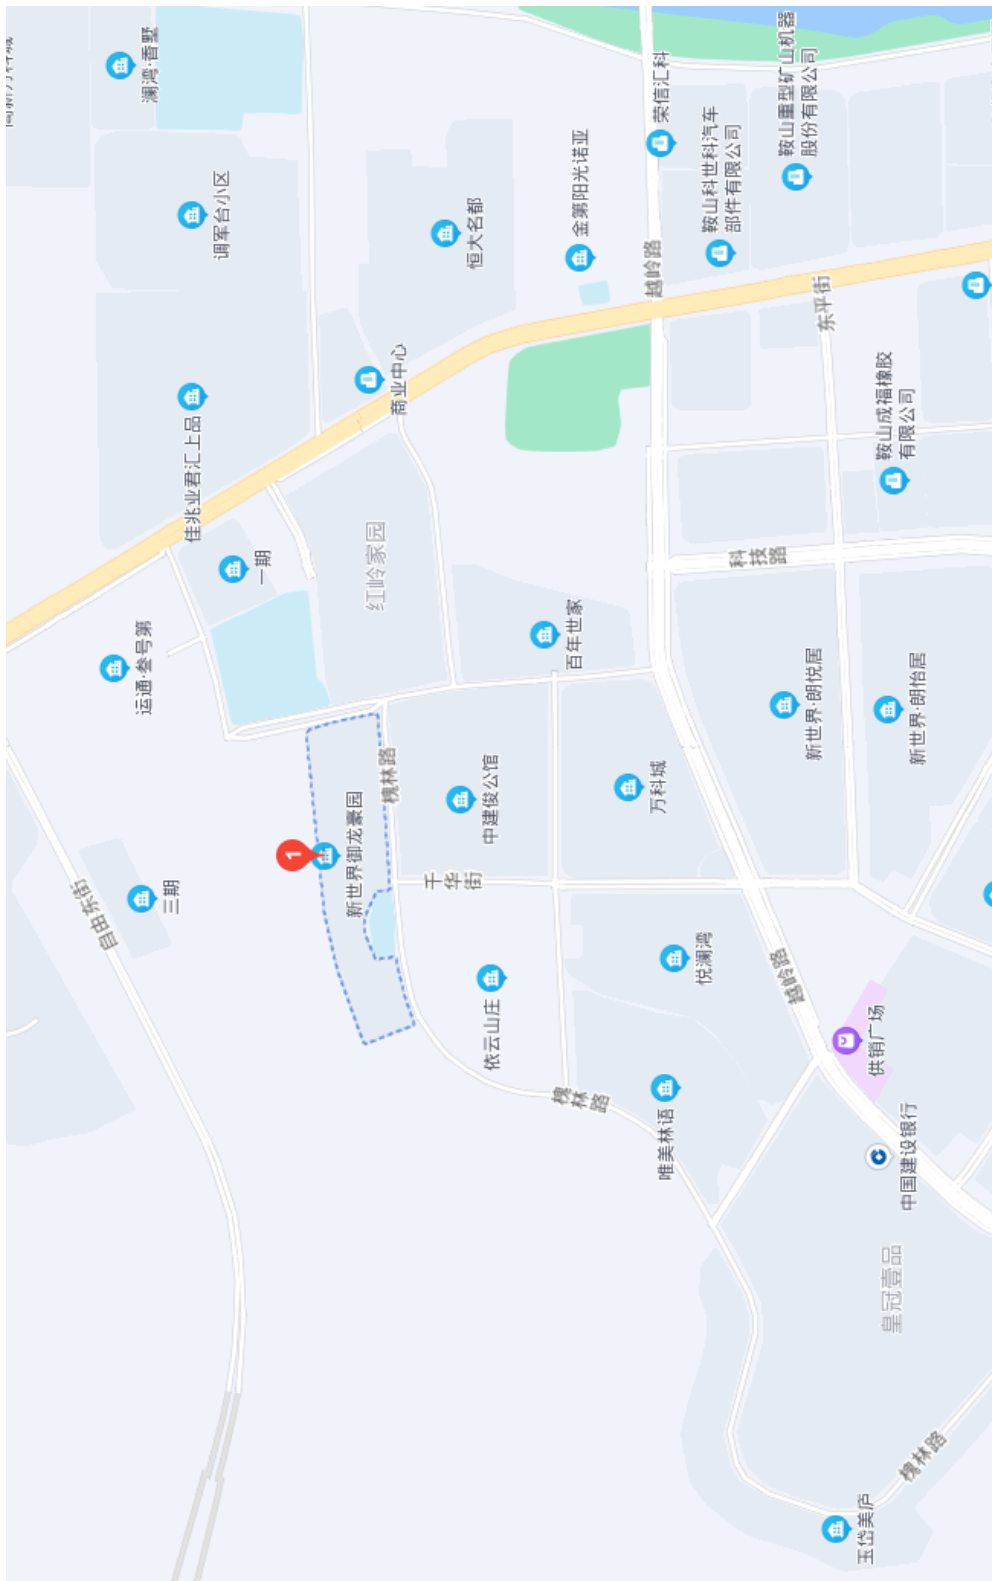 自由东街
运通·叁号第
澜湾·香墅
三期
佳兆业君汇上品
调军台小区
一期
1
新世界御龙豪园
红岭家园
槐林路
商业中心
千华街
恒大名都
依云山庄
中建俊公馆
百年世家
金第阳光诺亚
槐林路
唯美林语
万科城
越岭路
荣信汇科
悦澜湾
鞍山科世科汽车
部件有限公司
科技路
越岭路
新世界·朗悦居
鞍山重型矿山机器
股份有限公司
东平街
玉岱美庐
供销广场
皇冠壹品
中国建设银行
新世界·朗怡居
鞍山成福橡胶
有限公司
槐林路